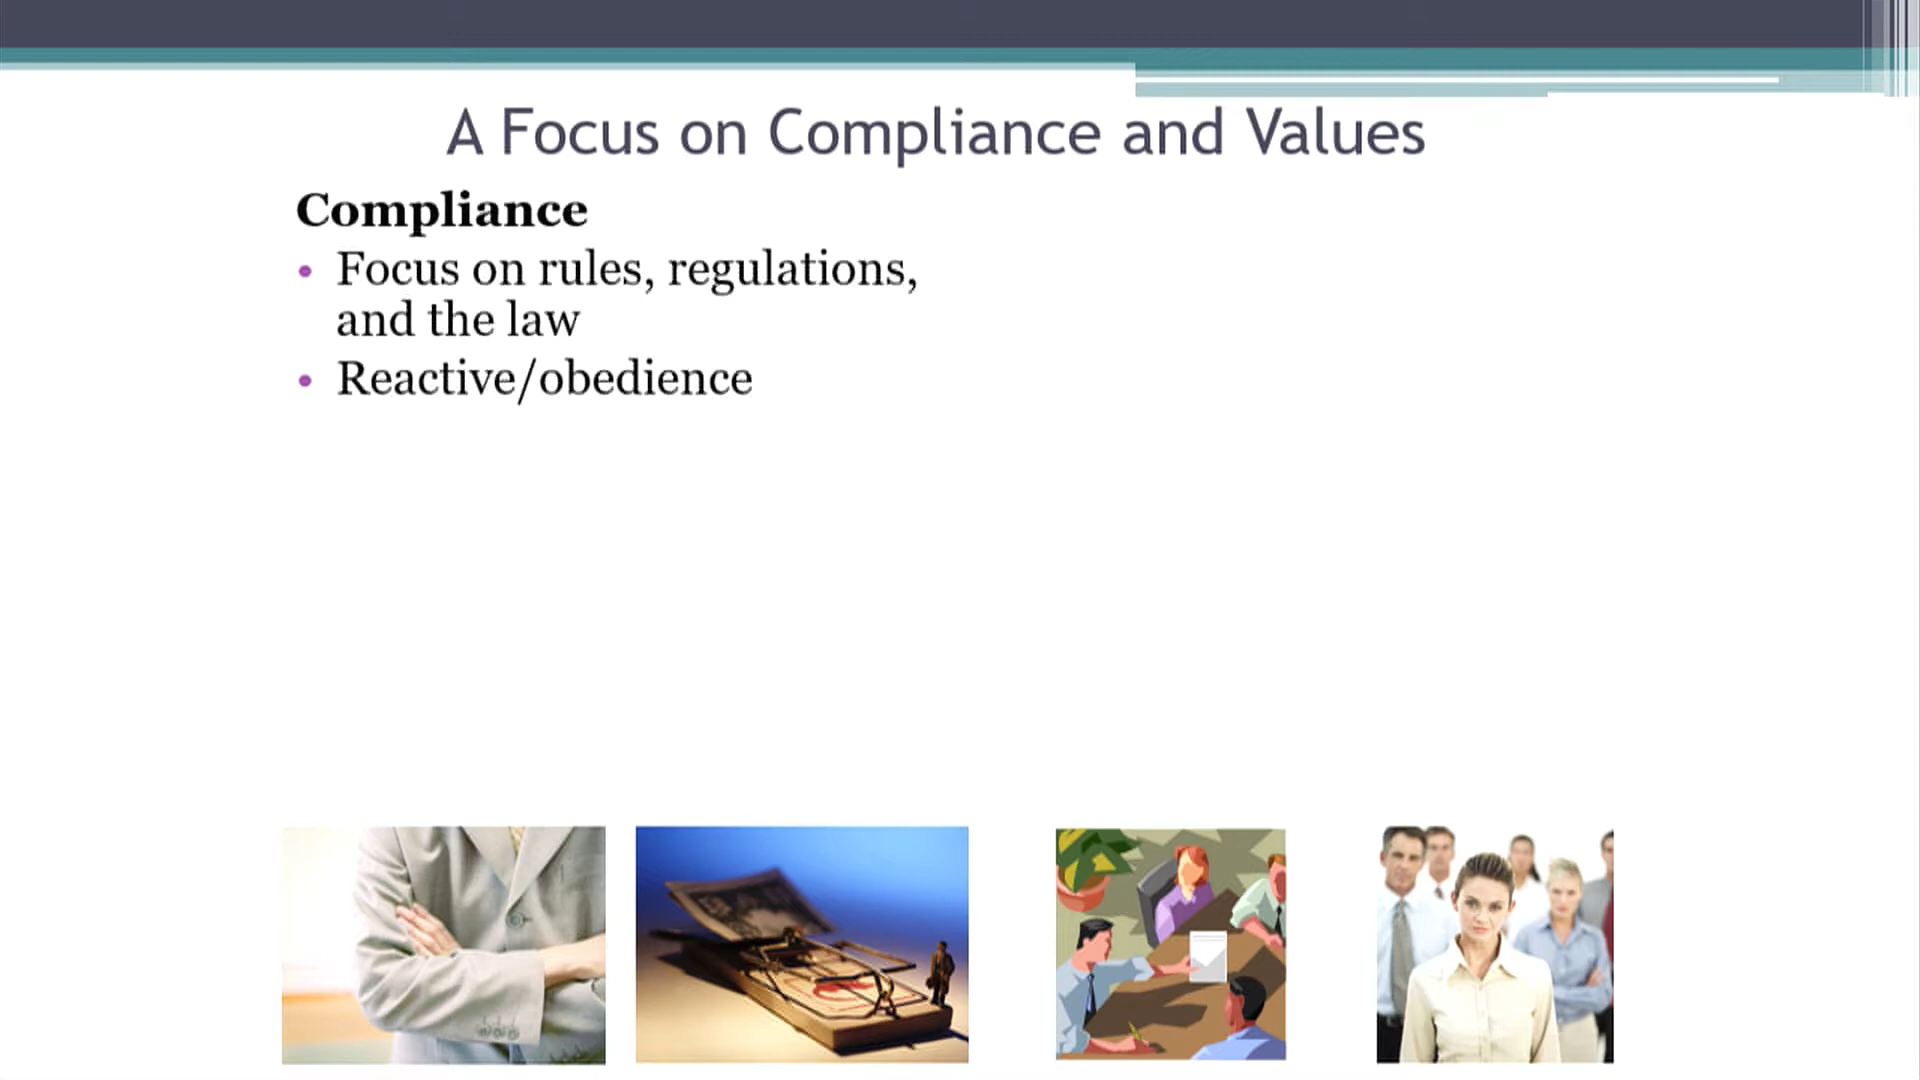 A Focus on Compliance and Values
Compliance
• Focus on rules, regulations,
and the law
• Reactive/obedience